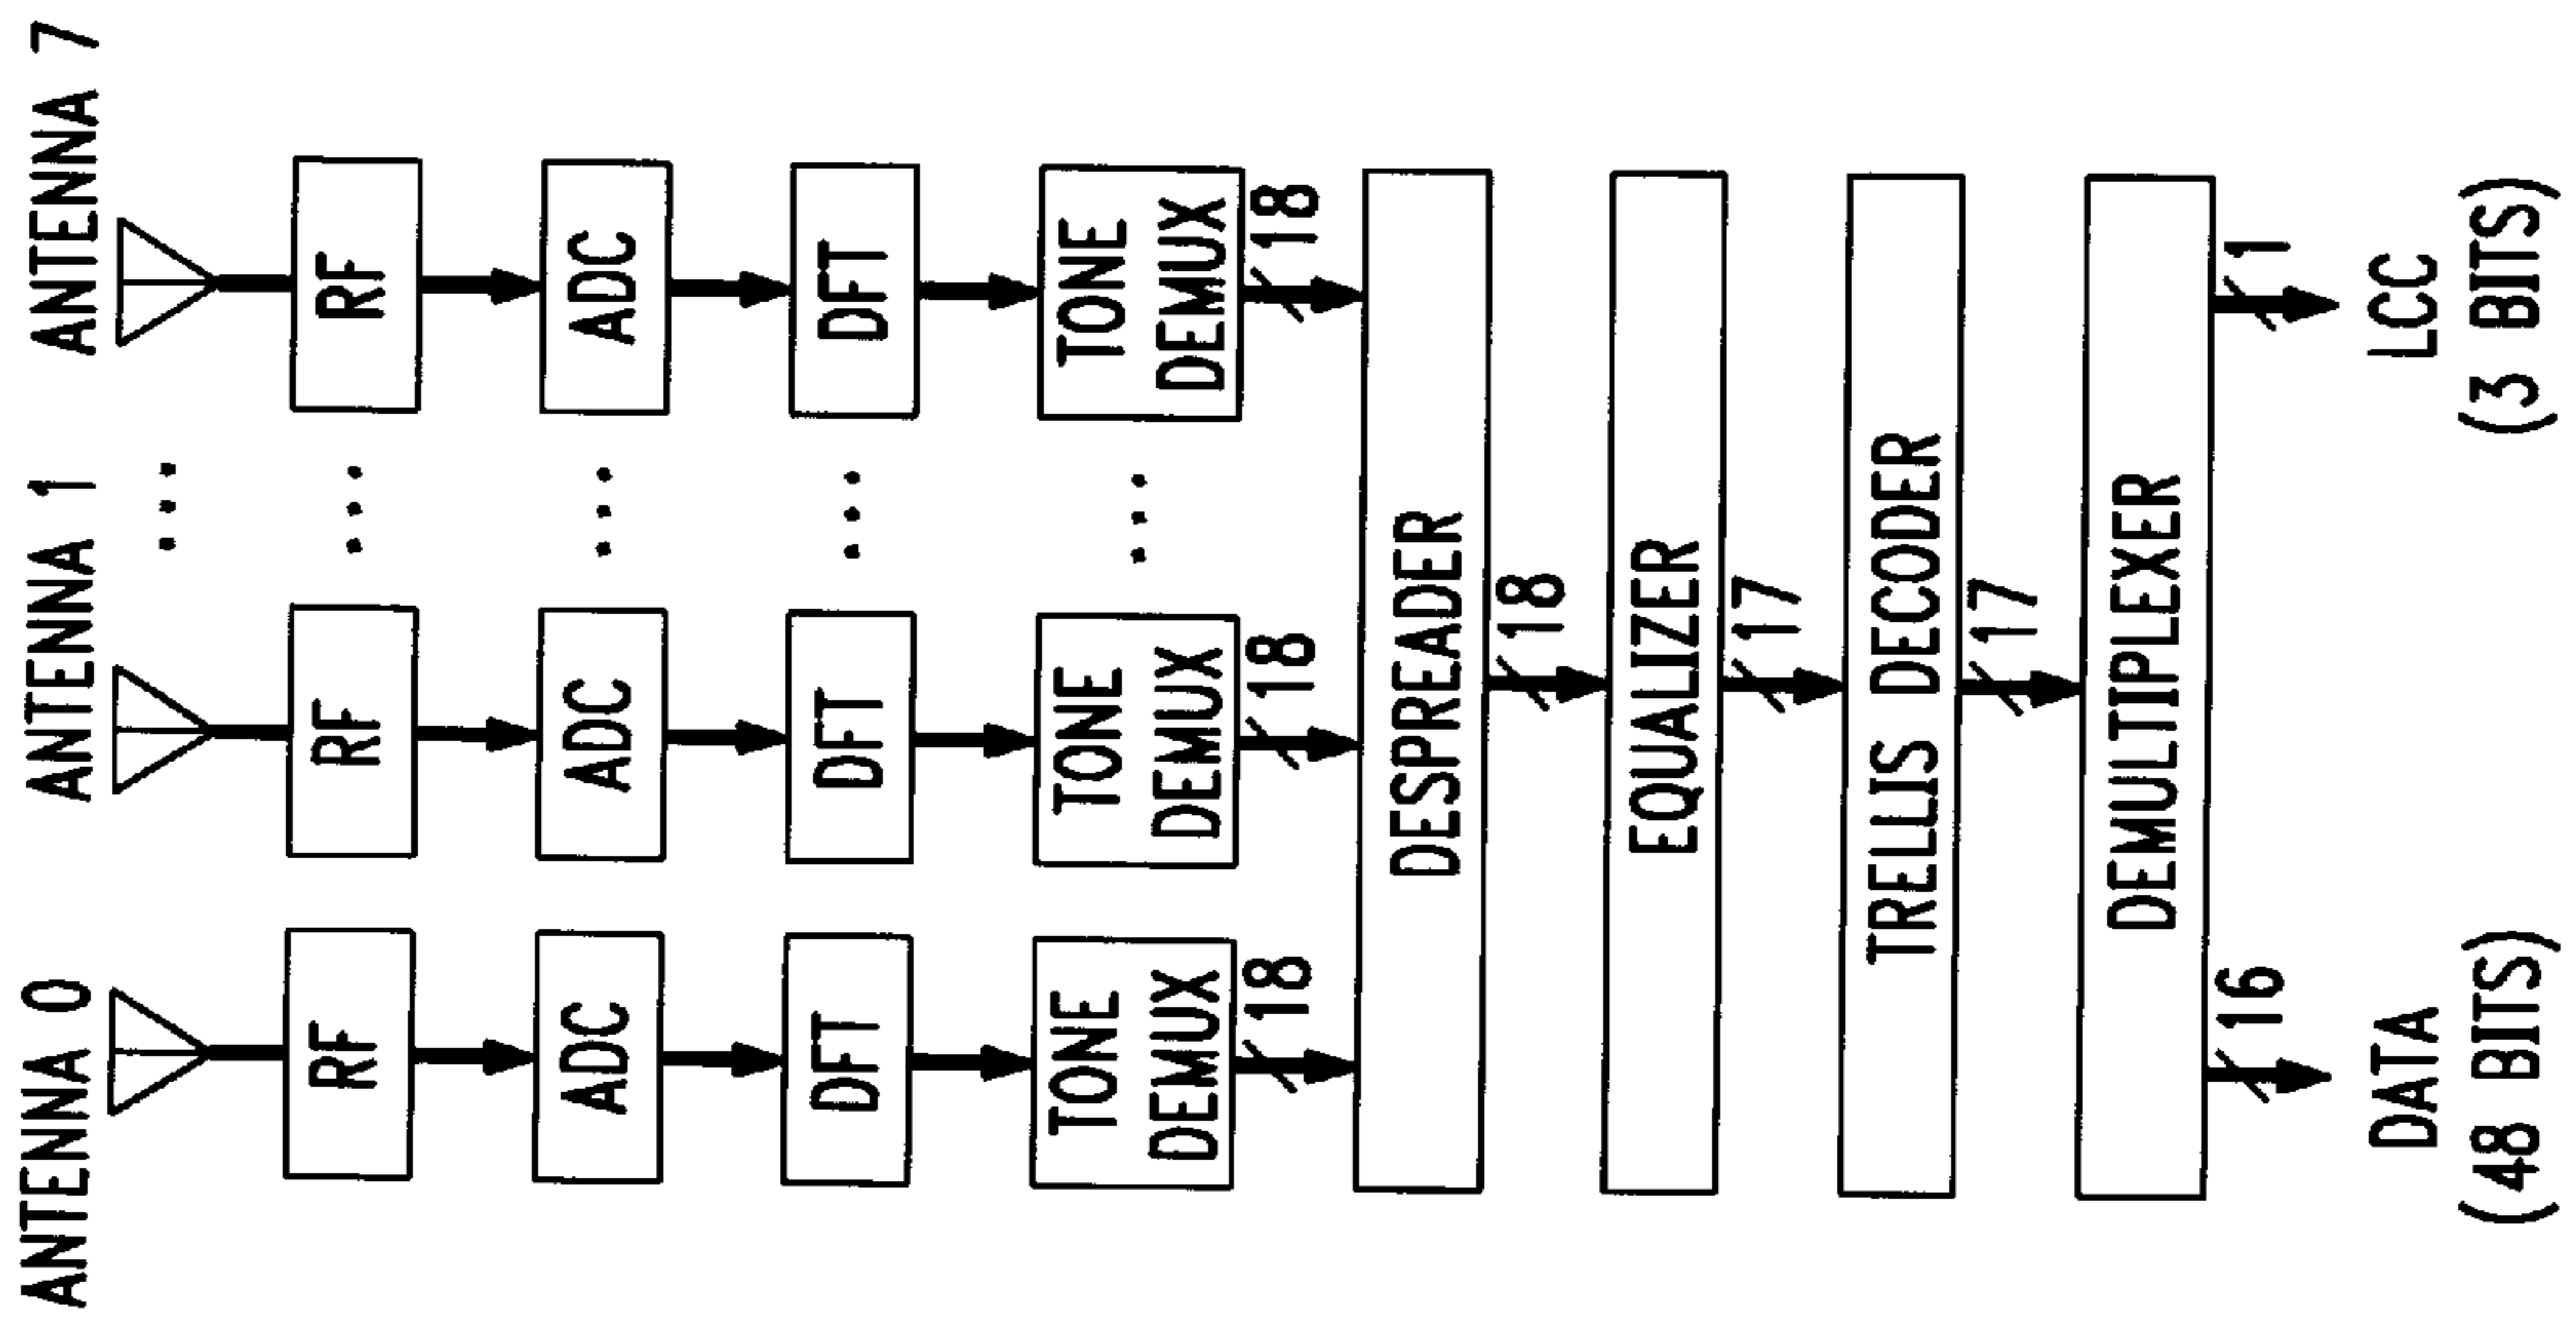 ANTENNA 0
ANTENNA 1
ANTENNA 7
RF
RF
RF
ADC
ADC
ADC
DFT
DFT
DFT
TONE
DEMUX
TONE
DEMUX
TONE
DEMUX
18
18
18
DESPREADER
18
EQUALIZER
17
TRELLIS DECODER
17
DEMULTIPLEXER
16
1
DATA
(48 BITS)
LCC
(3 BITS)